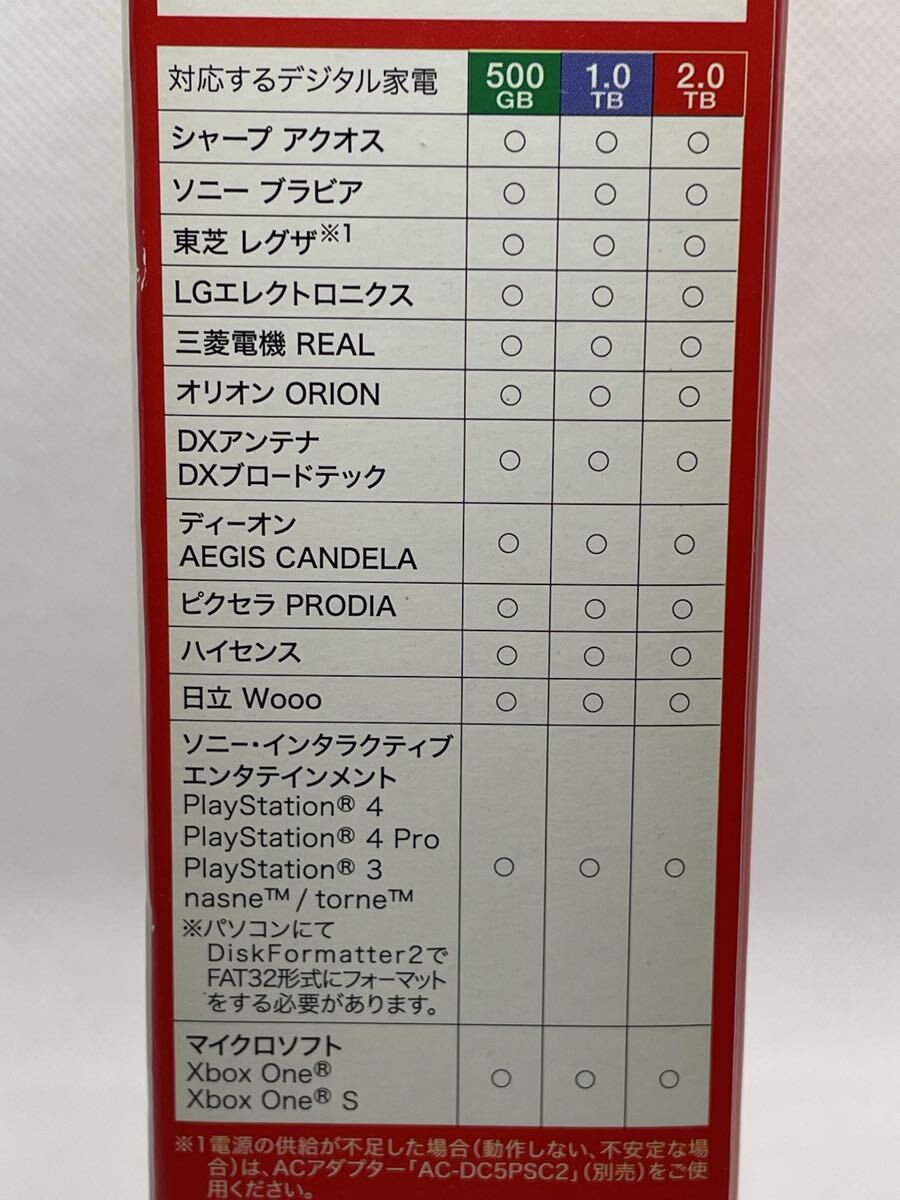 対応するデジタル家電 500 GB 1.0 TB 2.0 TB
シャープ アクオス ○ ○ ○
ソニー ブラビア ○ ○ ○
東芝 レグザ※1 ○ ○ ○
LGエレクトロニクス ○ ○ ○
三菱電機 REAL ○ ○ ○
オリオン ORION ○ ○ ○
DXアンテナ
DXブロードテック ○ ○ ○
ディーオン
AEGIS CANDELA ○ ○ ○
ピクセラ PRODIA ○ ○ ○
ハイセンス ○ ○ ○
日立 Wooo ○ ○ ○
ソニー・インタラクティブ
エンタテインメント
PlayStation® 4
PlayStation® 4 Pro
PlayStation® 3 ○ ○ ○
nasne™ / torne™
※パソコンにて
DiskFormatter2で
FAT32形式にフォーマット
をする必要があります。
マイクロソフト
Xbox One® ○ ○ ○
Xbox One® S
※1電源の供給が不足した場合(動作しない、不安定な場
合)は、ACアダプター「AC-DC5PSC2」(別売)をご使
用ください。